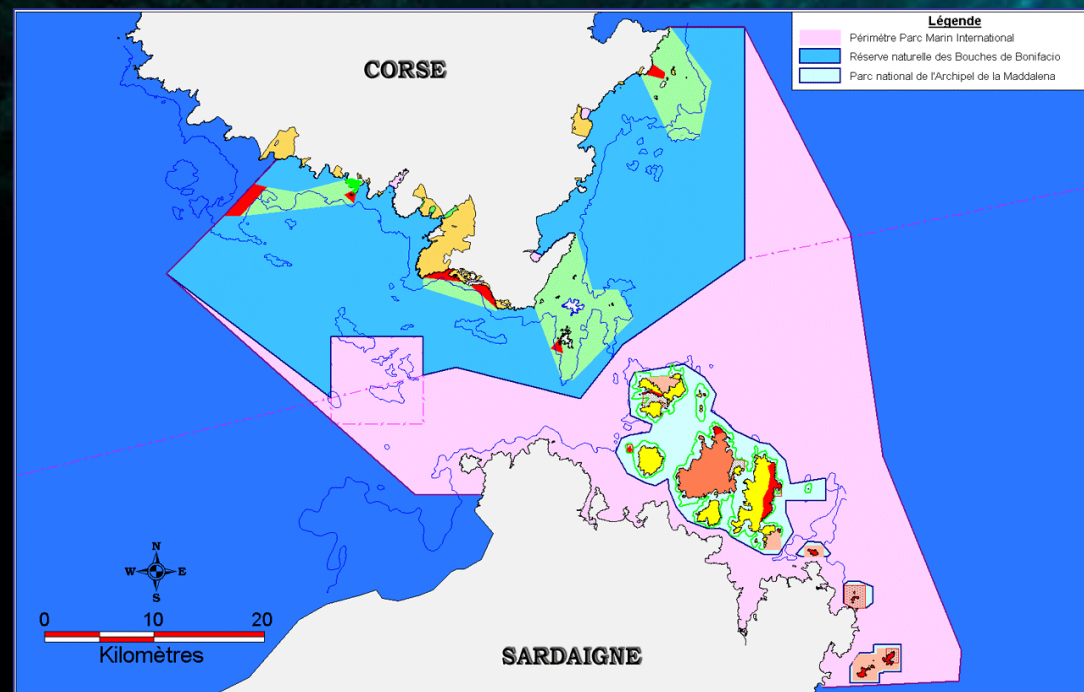 Légende
Périmètre Parc Marin International
Réserve naturelle des Bouches de Bonifacio
Parc national de l'Archipel de la Maddalena
CORSE
N
W E
S
0 10 20
Kilomètres
SARDAIGNE